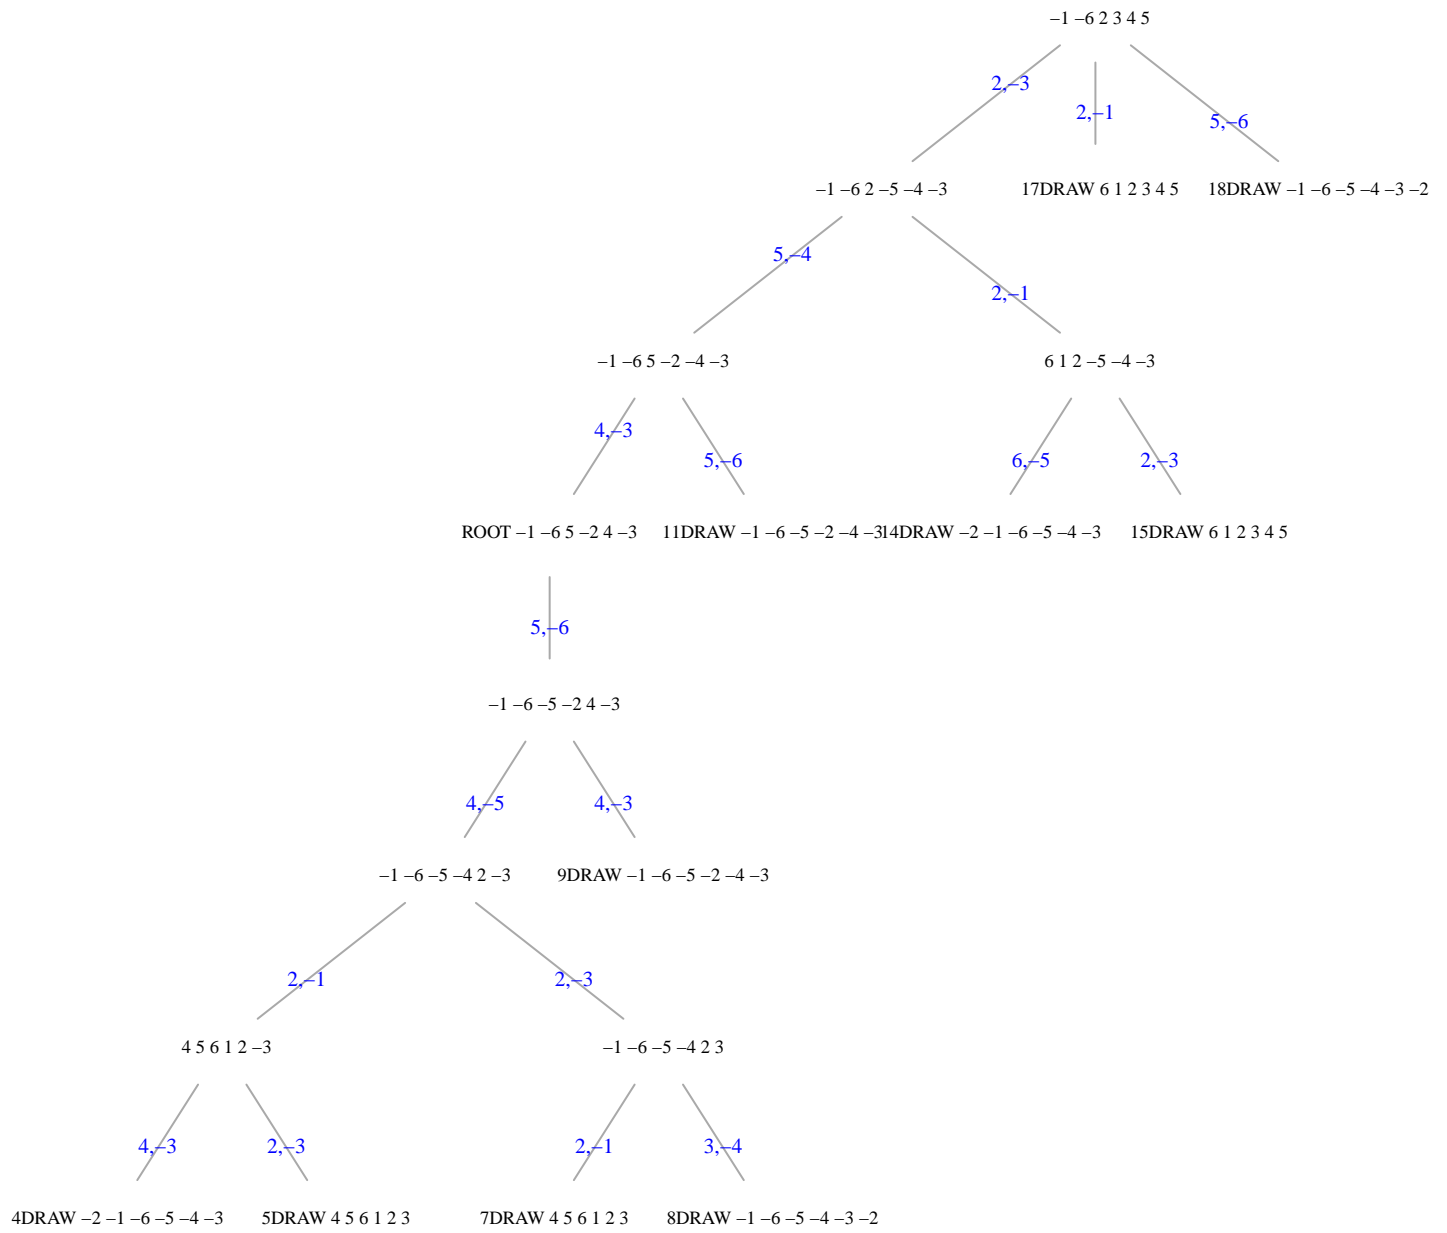 –1 –6 2 3 4 5
2,–3
2,–1
5,–6
–1 –6 2 –5 –4 –3
17DRAW 6 1 2 3 4 5
18DRAW –1 –6 –5 –4 –3 –2
5,–4
2,–1
–1 –6 5 –2 –4 –3
6 1 2 –5 –4 –3
4,–3
5,–6
6,–5
2,–3
ROOT –1 –6 5 –2 4 –3
11DRAW –1 –6 –5 –2 –4 –3
14DRAW –2 –1 –6 –5 –4 –3
15DRAW 6 1 2 3 4 5
5,–6
–1 –6 –5 –2 4 –3
4,–5
4,–3
–1 –6 –5 –4 2 –3
9DRAW –1 –6 –5 –2 –4 –3
2,–1
2,–3
4 5 6 1 2 –3
–1 –6 –5 –4 2 3
4,–3
2,–3
2,–1
3,–4
4DRAW –2 –1 –6 –5 –4 –3
5DRAW 4 5 6 1 2 3
7DRAW 4 5 6 1 2 3
8DRAW –1 –6 –5 –4 –3 –2